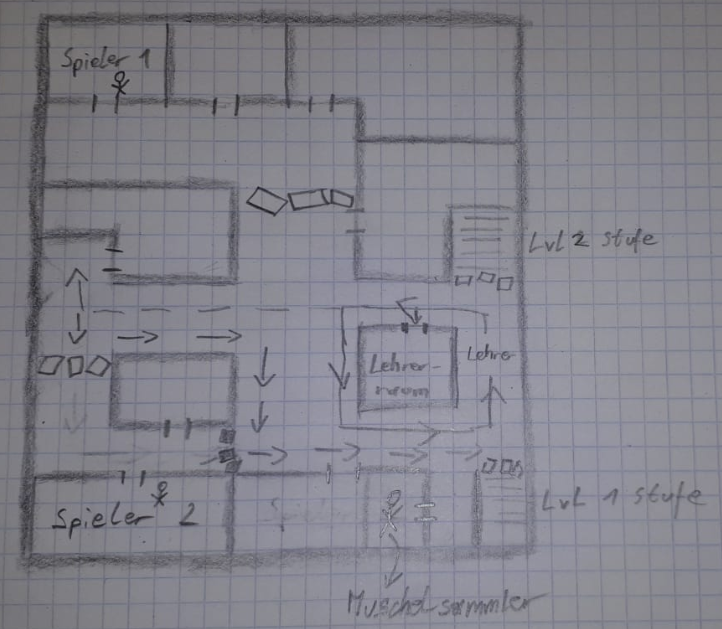 Spieler 1
Lvl 2 stufe
Lehrer
Lehrer-
raum
Lvl 1 stufe
Spieler 2
Muschelsammler